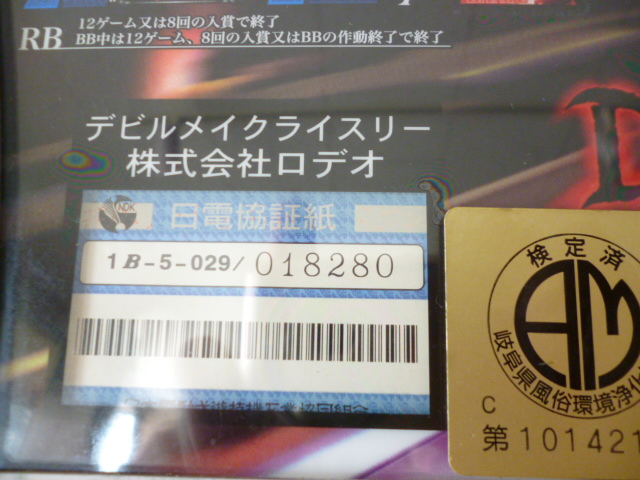 12ゲーム又は8回の入賞で終了
RB BB中は12ゲーム、8回の入賞又はBBの作動終了で終了
デビルメイクライスリー
株式会社ロデオ
NDK
日電協証紙
1B-5-029/018280
検定済
AM
岐阜県風俗環境浄
C
第101421